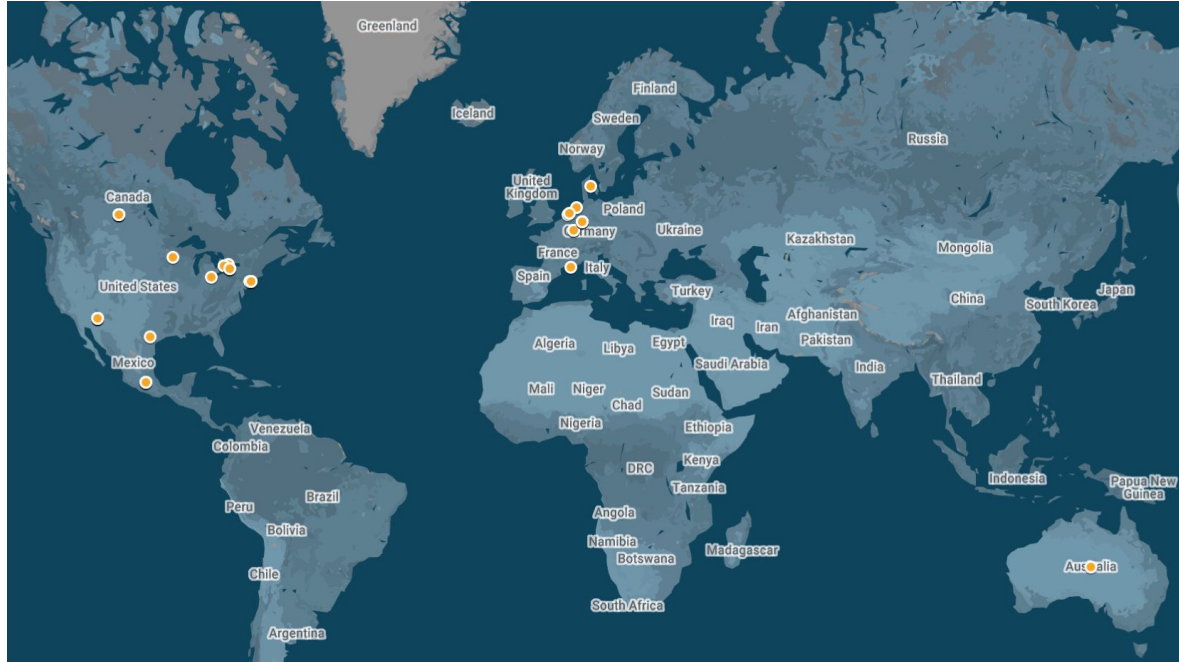 Greenland
Iceland
Finland
Sweden
Norway
Russia
Canada
United
Kingdom
Poland
Germany
Ukraine
Kazakhstan
Mongolia
France
Spain
Italy
United States
Turkey
Japan
China
South Korea
Afghanistan
Iraq
Iran
Pakistan
Algeria
Libya
Egypt
Mexico
Saudi Arabia
India
Thailand
Mali
Niger
Sudan
Chad
Nigeria
Ethiopia
Venezuela
Colombia
Kenya
DRC
Indonesia
Papua New
Guinea
Tanzania
Brazil
Peru
Angola
Bolivia
Namibia
Madagascar
Botswana
Australia
Chile
South Africa
Argentina